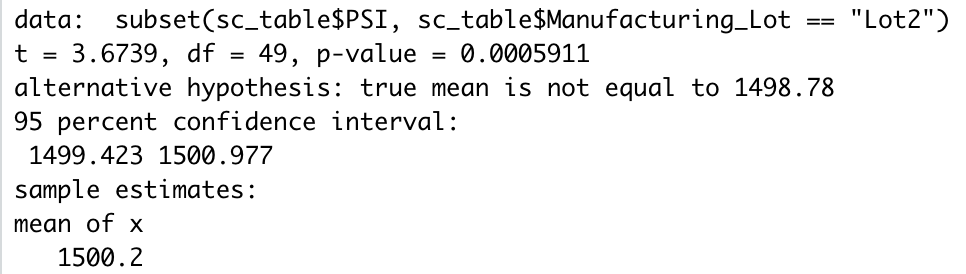 data:  subset(sc_table$PSI, sc_table$Manufacturing_Lot == "Lot2")
t = 3.6739, df = 49, p-value = 0.0005911
alternative hypothesis: true mean is not equal to 1498.78
95 percent confidence interval:
 1499.423 1500.977
sample estimates:
mean of x
   1500.2